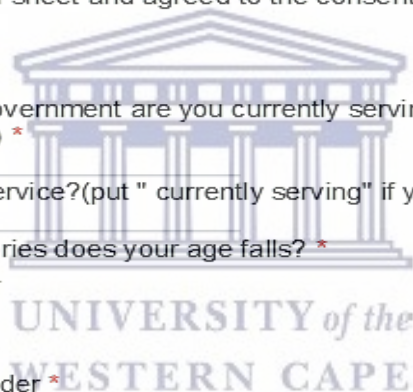 sheet and agreed to the consent
overnment are you currently servin
*
ervice?(put " currently serving" if y
ries does your age falls? *
UNIVERSITY of the
der *
WESTERN CAPE